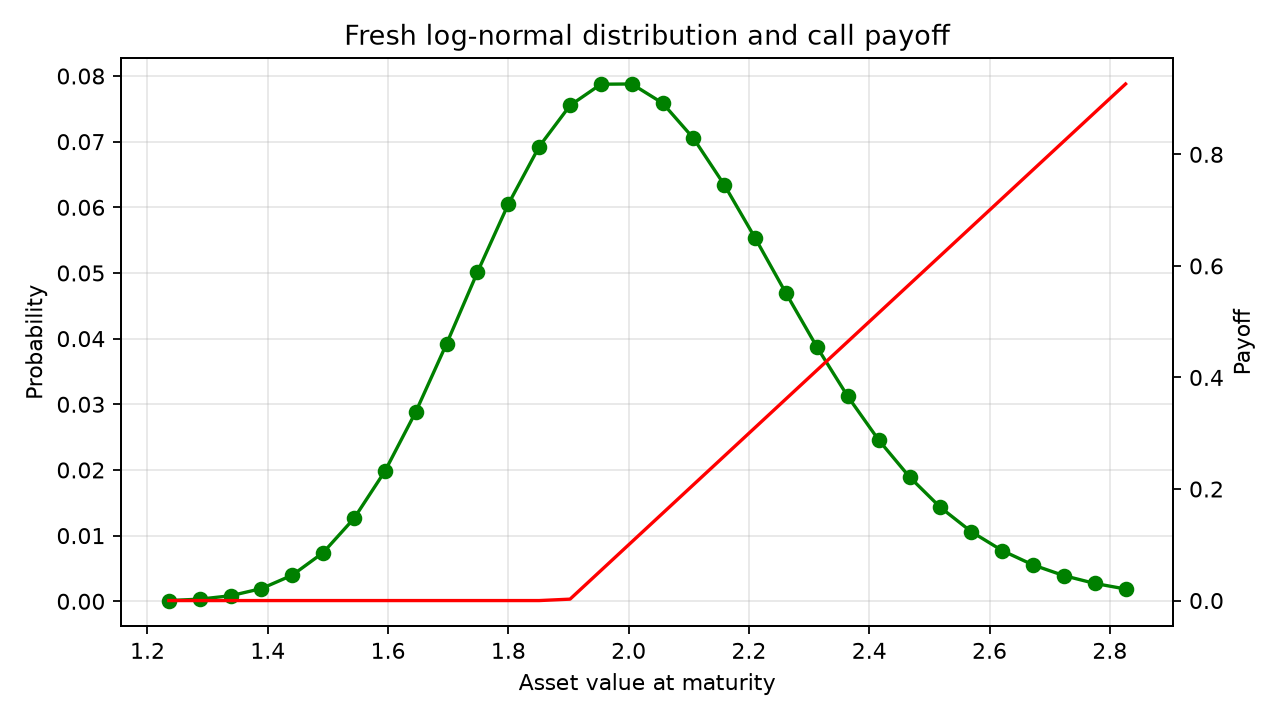 Fresh log-normal distribution and call payoff
0.08
0.07
0.06
0.05
0.04
0.03
0.02
0.01
0.00
Probability
0.8
0.6
0.4
0.2
0.0
Payoff
1.2 1.4 1.6 1.8 2.0 2.2 2.4 2.6 2.8
Asset value at maturity